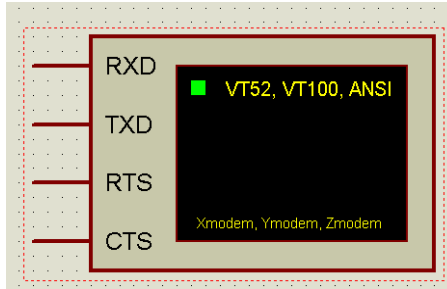 RXD
VT52, VT100, ANSI
TXD
RTS
Xmodem, Ymodem, Zmodem
CTS